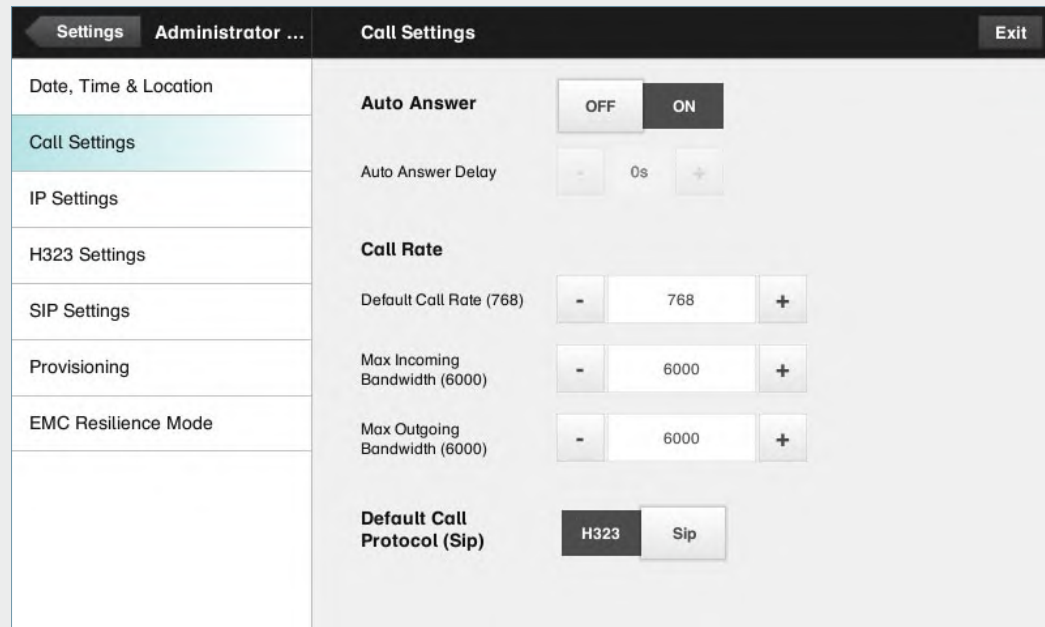 Settings
Administrator ...
Call Settings
Exit
Date, Time & Location
Call Settings
IP Settings
H323 Settings
SIP Settings
Provisioning
EMC Resilience Mode
Auto Answer
OFF
ON
Auto Answer Delay
- 0s +
Call Rate
Default Call Rate (768)
- 768 +
Max Incoming
Bandwidth (6000)
- 6000 +
Max Outgoing
Bandwidth (6000)
- 6000 +
Default Call
Protocol (Sip)
H323
Sip